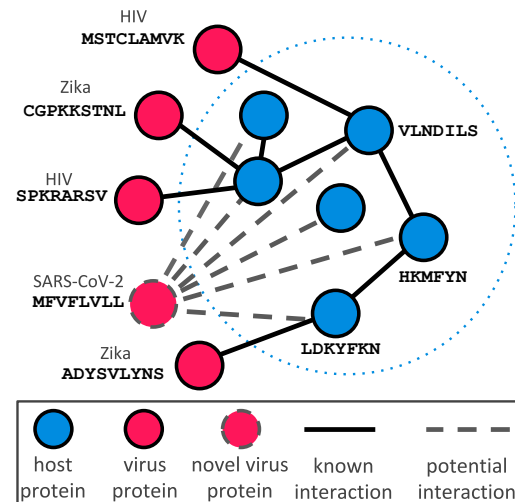 HIV
MSTCLAMVK
Zika
CGPKKSTNL
VLNDILS
HIV
SPKRARSV
SARS-CoV-2
MFVFLVLL
HKMFYN
LDKYFKN
Zika
ADYSVLYNS
host protein
virus protein
novel virus protein
known interaction
potential interaction